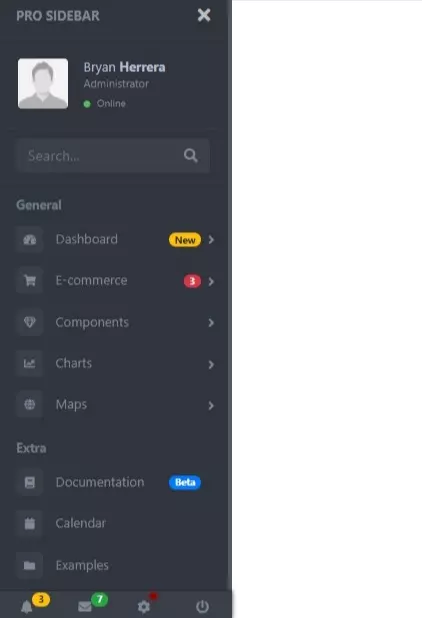 PRO SIDEBAR
Bryan Herrera
Administrator
Online
Search...
General
Dashboard New
E-commerce 3
Components
Charts
Maps
Extra
Documentation Beta
Calendar
Examples
3 7